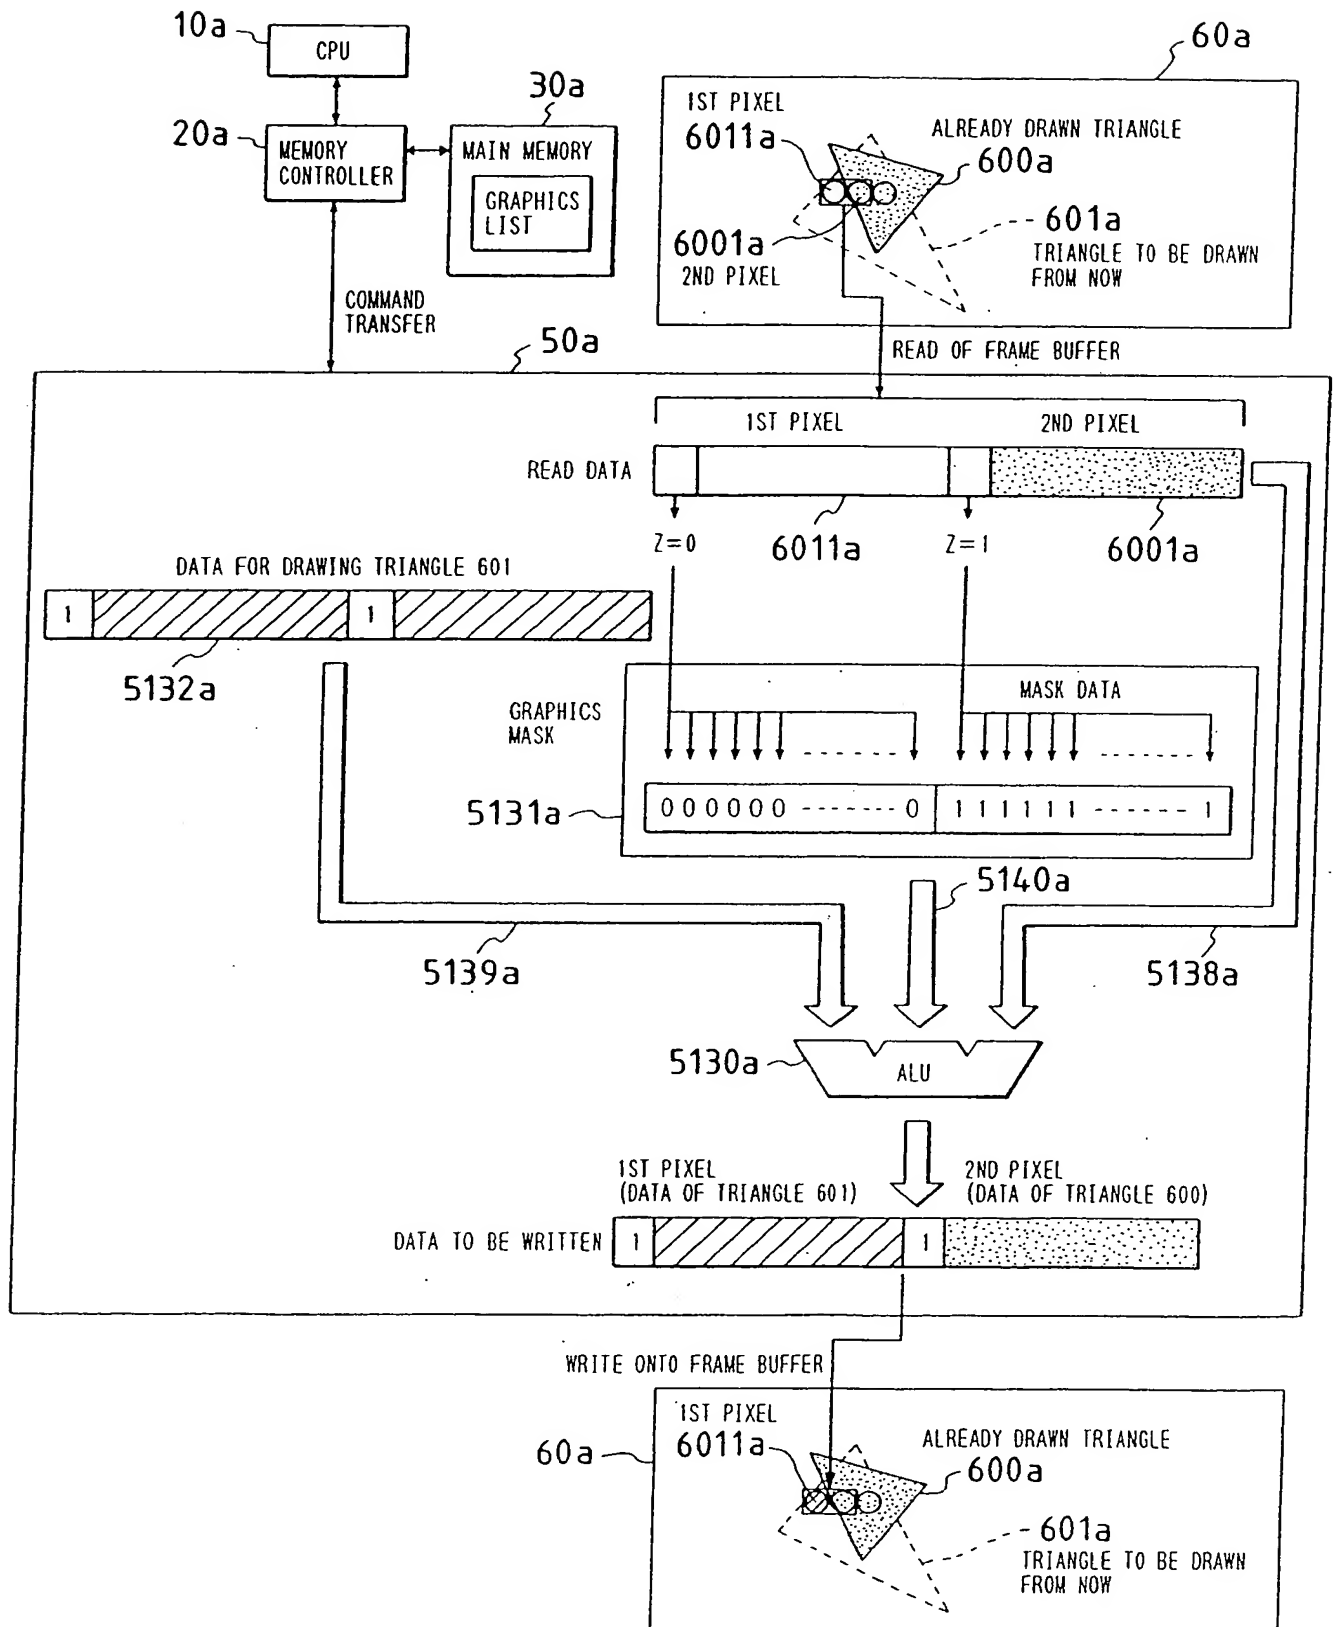 10a
CPU
20a
MEMORY
CONTROLLER
30a
MAIN MEMORY
GRAPHICS
LIST
COMMAND
TRANSFER
60a
1ST PIXEL
6011a
ALREADY DRAWN TRIANGLE
600a
6001a
2ND PIXEL
601a
TRIANGLE TO BE DRAWN
FROM NOW
READ OF FRAME BUFFER
50a
1ST PIXEL
2ND PIXEL
READ DATA
Z=0
6011a
Z=1
6001a
DATA FOR DRAWING TRIANGLE 601
1
1
5132a
GRAPHICS
MASK
MASK DATA
5131a
000000 ------- 0
111111 ------- 1
5140a
5139a
5138a
5130a
ALU
1ST PIXEL
(DATA OF TRIANGLE 601)
2ND PIXEL
(DATA OF TRIANGLE 600)
DATA TO BE WRITTEN
1
1
WRITE ONTO FRAME BUFFER
60a
1ST PIXEL
6011a
ALREADY DRAWN TRIANGLE
600a
601a
TRIANGLE TO BE DRAWN
FROM NOW